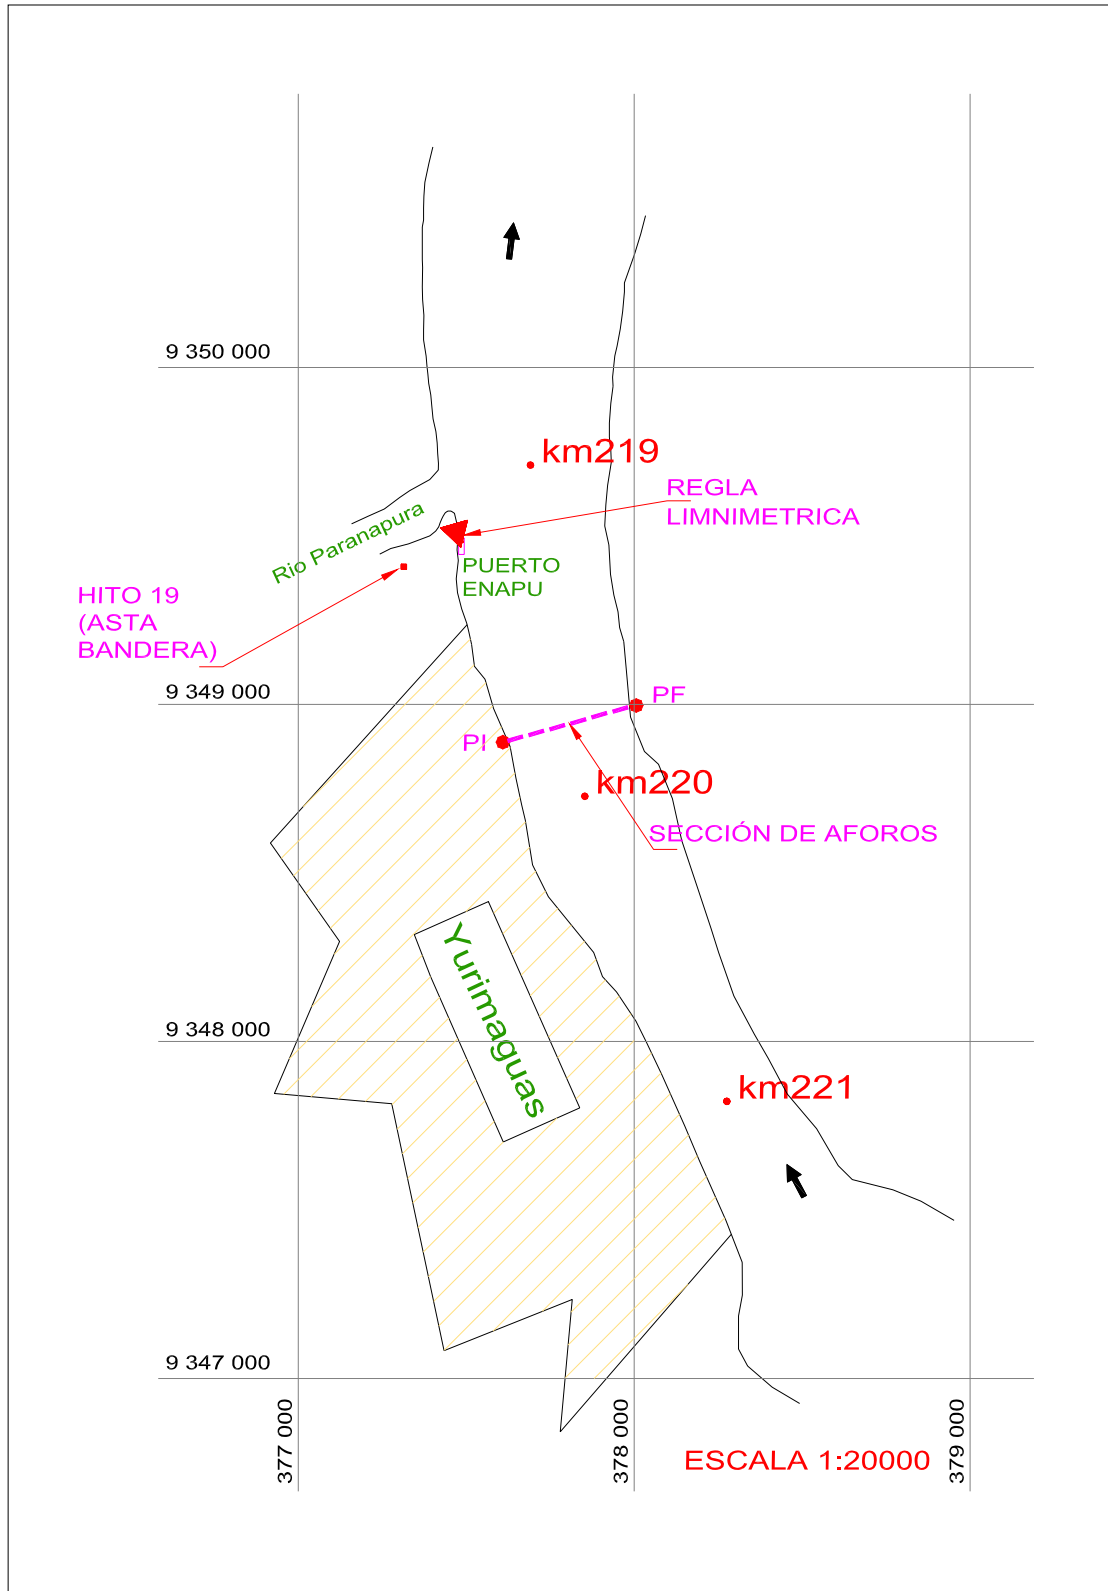 9 350 000
km219
REGLA
LIMNIMETRICA
Rio Paranapura
PUERTO
ENAPU
HITO 19
(ASTA
BANDERA)
9 349 000
PF
PI
km220
SECCIÓN DE AFOROS
Yurimaguas
9 348 000
km221
9 347 000
377 000
378 000
379 000
ESCALA 1:20000